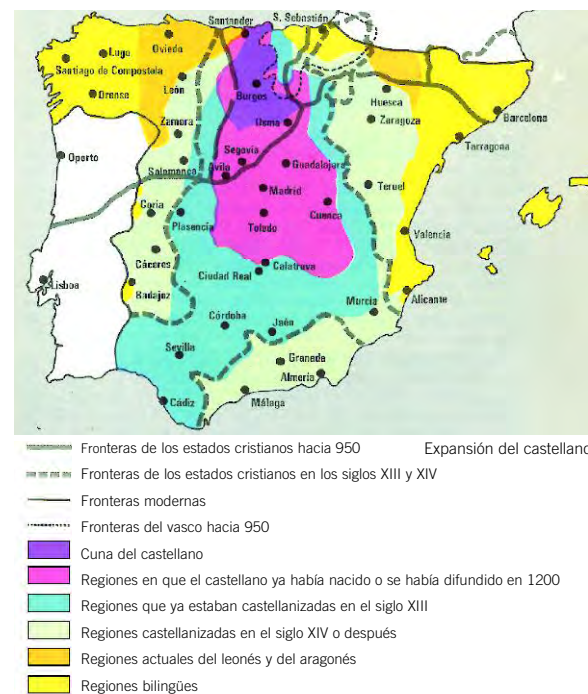 Santander
S. Sebastián
Lugo
Oviedo
Santiago de Compostela
León
Burgos
Huesca
Orense
Barcelona
Zamora
Osma
Zaragoza
Tarragona
Segovia
Oporto
Salamanca
Ávila
Guadalajara
Madrid
Teruel
Coria
Plasencia
Toledo
Cuenca
Valencia
Cáceres
Calatrava
Ciudad Real
Lisboa
Badajoz
Alicante
Murcia
Córdoba
Jaén
Sevilla
Granada
Almería
Cádiz
Málaga
Fronteras de los estados cristianos hacia 950
Expansión del castellano
Fronteras de los estados cristianos en los siglos XIII y XIV
Fronteras modernas
Fronteras del vasco hacia 950
Cuna del castellano
Regiones en que el castellano ya había nacido o se había difundido en 1200
Regiones que ya estaban castellanizadas en el siglo XIII
Regiones castellanizadas en el siglo XIV o después
Regiones actuales del leonés y del aragonés
Regiones bilingües